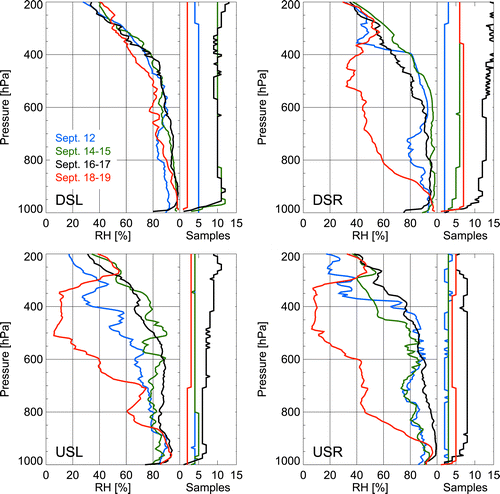 200
400
600
800
1000
Pressure [hPa]
Sept. 12
Sept. 14-15
Sept. 16-17
Sept. 18-19
DSL
0 20 40 60 80 0 5 10 15
RH [%] Samples
200
400
600
800
1000
Pressure [hPa]
DSR
0 20 40 60 80 0 5 10 15
RH [%] Samples
200
400
600
800
1000
Pressure [hPa]
USL
0 20 40 60 80 0 5 10 15
RH [%] Samples
200
400
600
800
1000
Pressure [hPa]
USR
0 20 40 60 80 0 5 10 15
RH [%] Samples